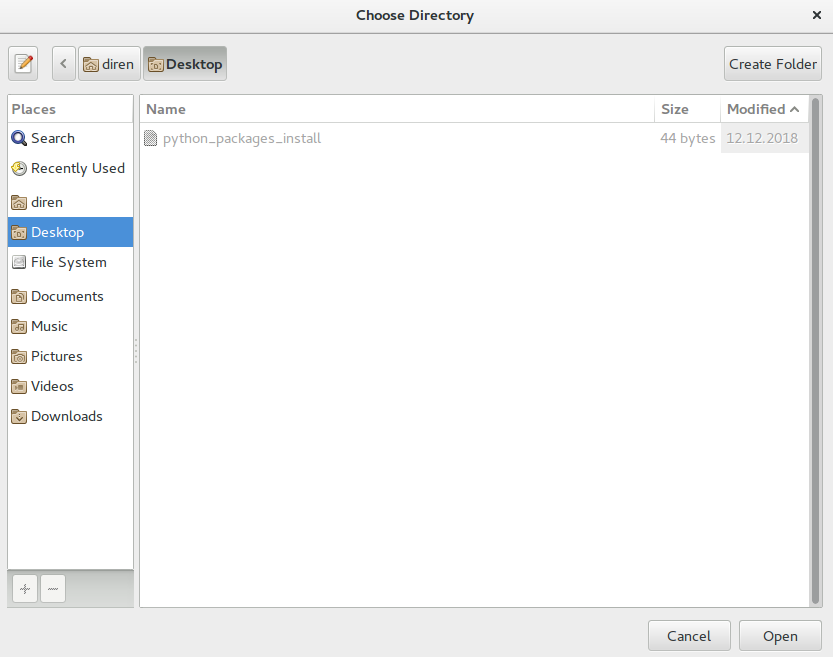 Choose Directory
diren Desktop Create Folder
Places
Search
Recently Used
diren
Desktop
File System
Documents
Music
Pictures
Videos
Downloads
Name Size Modified
python_packages_install 44 bytes 12.12.2018
Cancel Open